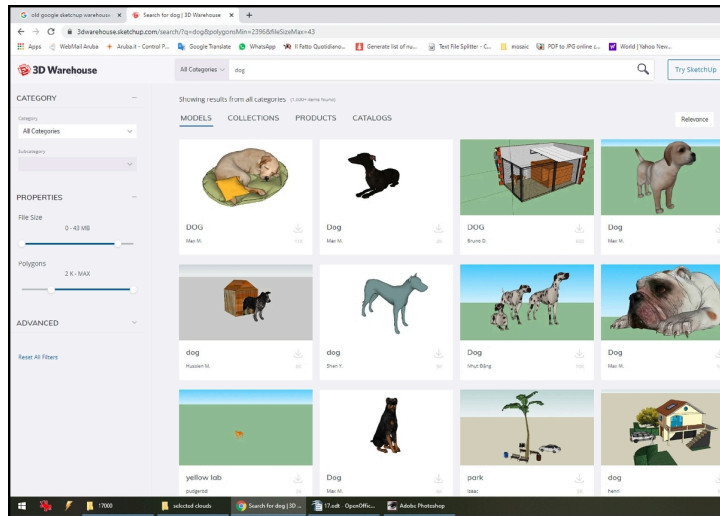 old google sketchup warehouse
Search for dog | 3D Warehouse
3dwarehouse.sketchup.com/search/?q=dog&polygonsMin=2396&fileSizeMax=43
Apps
WebMail Aruba
Aruba.it - Control P...
Google Translate
WhatsApp
Il Fatto Quotidiano...
Generate list of nu...
Text File Splitter - C...
mosaic
PDF to JPG online c...
World | Yahoo New...
3D Warehouse
All Categories
dog
Try SketchUp
CATEGORY
Category
All Categories
Subcategory
PROPERTIES
File Size
0 - 43 MB
Polygons
2 K - MAX
ADVANCED
Reset All Filters
Showing results from all categories
MODELS COLLECTIONS PRODUCTS CATALOGS
Relevance
DOG
Max M.
Dog
Max M.
DOG
Bruno D.
Dog
Max M.
dog
Hussien M.
dog
Shen Y.
Dog
Nhựt Đăng
Dog
Max M.
yellow lab
pudgerod
Dog
Max M.
park
Isaac
dog
henri
17000
selected clouds
Search for dog | 3D ...
17.odt - OpenOffic...
Adobe Photoshop